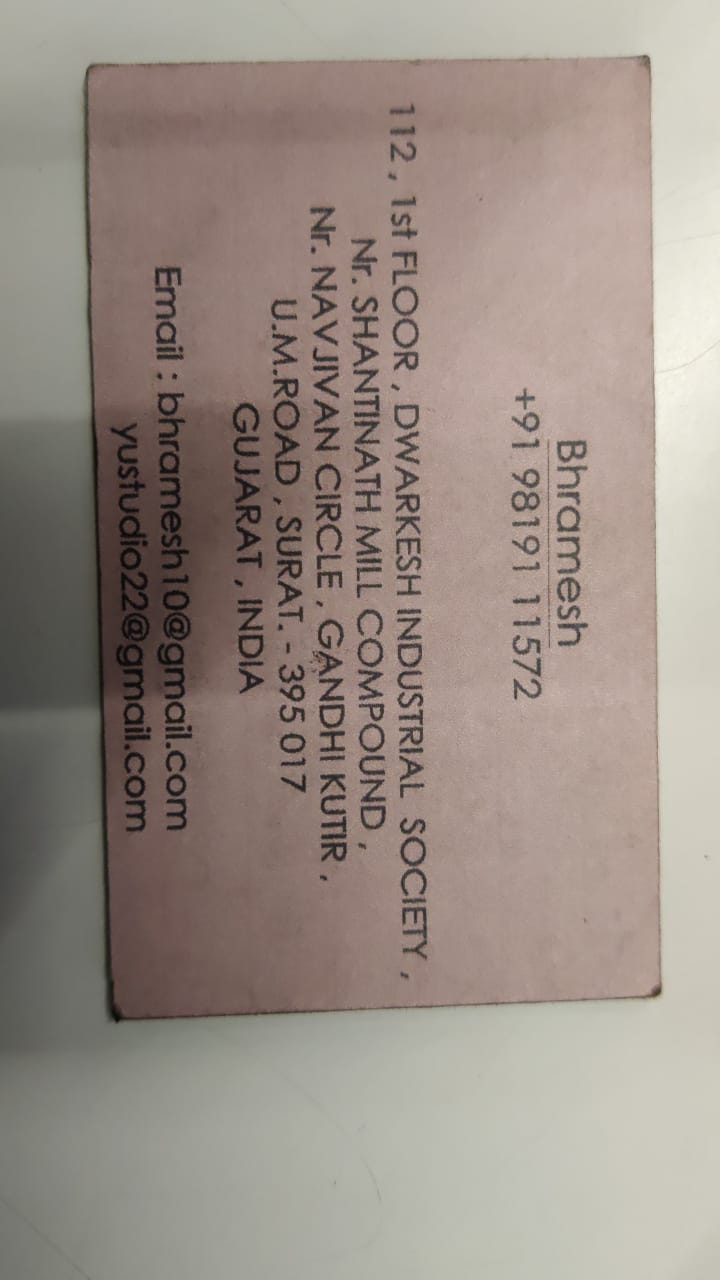 Bhramesh
+91 98191 11572
112 , 1st FLOOR , DWARKESH INDUSTRIAL SOCIETY ,
Nr. SHANTINATH MILL COMPOUND ,
Nr. NAVJIVAN CIRCLE , GANDHI KUTIR ,
U.M.ROAD , SURAT. - 395 017
GUJARAT , INDIA
Email : bhramesh10@gmail.com
yustudio22@gmail.com